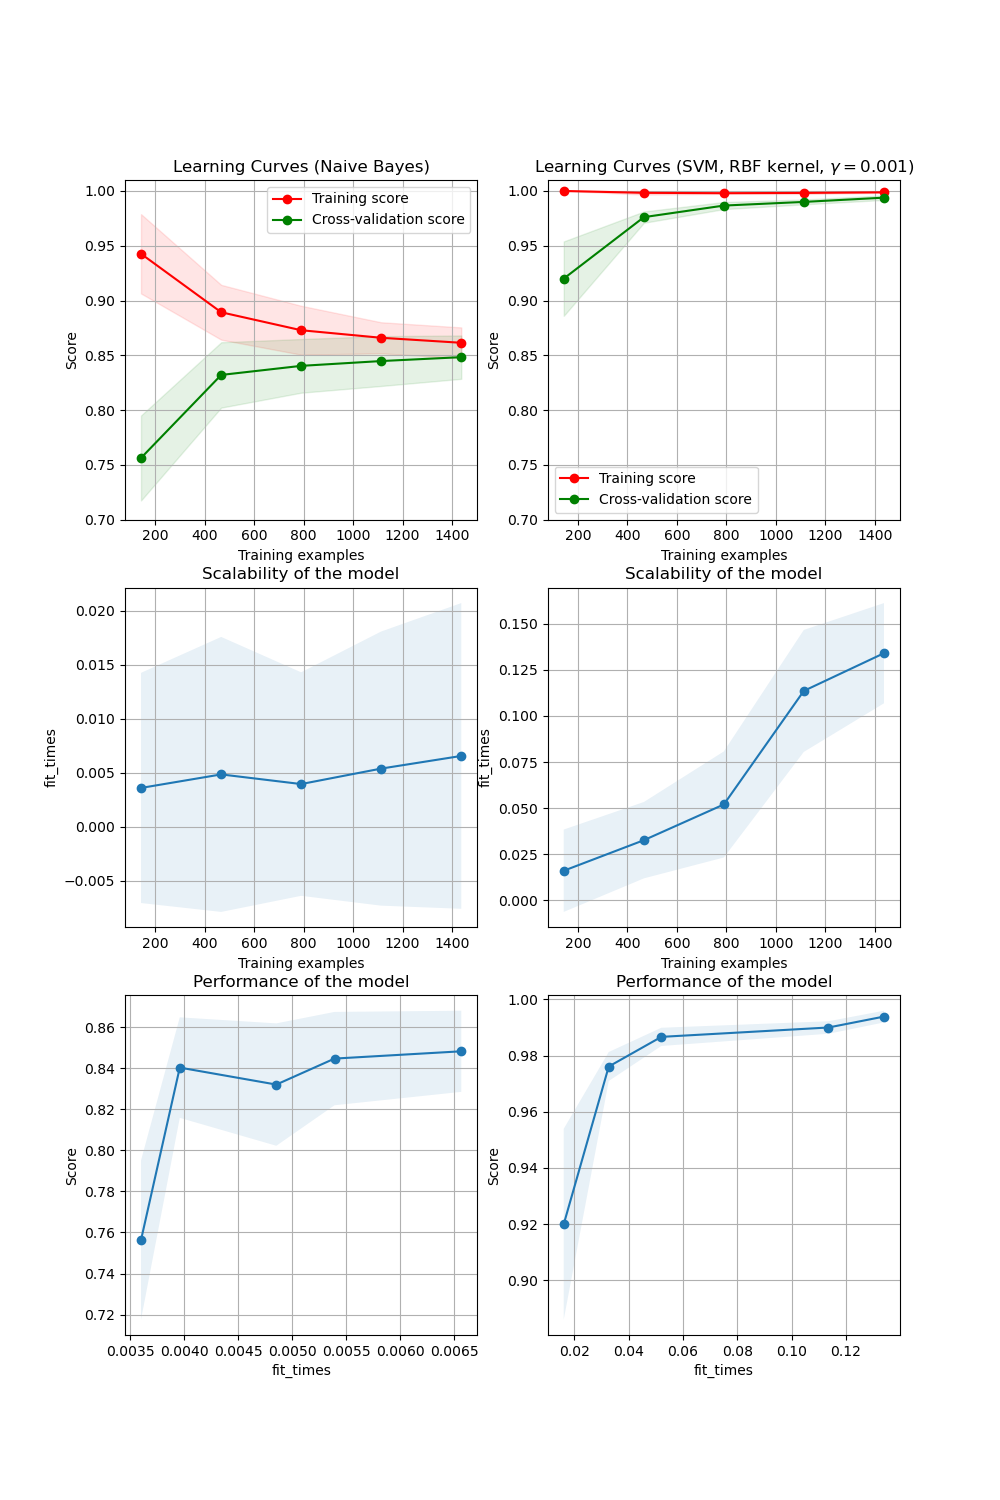 Learning Curves (Naive Bayes)
1.00
0.95
0.90
0.85
0.80
0.75
0.70
Score
Training score
Cross-validation score
200 400 600 800 1000 1200 1400
Training examples
Learning Curves (SVM, RBF kernel, γ = 0.001)
1.00
0.95
0.90
0.85
0.80
0.75
0.70
Score
Training score
Cross-validation score
200 400 600 800 1000 1200 1400
Training examples
Scalability of the model
0.020
0.015
0.010
0.005
0.000
−0.005
fit_times
200 400 600 800 1000 1200 1400
Training examples
Scalability of the model
0.150
0.125
0.100
0.075
0.050
0.025
0.000
fit_times
200 400 600 800 1000 1200 1400
Training examples
Performance of the model
0.86
0.84
0.82
0.80
0.78
0.76
0.74
0.72
Score
0.0035 0.0040 0.0045 0.0050 0.0055 0.0060 0.0065
fit_times
Performance of the model
1.00
0.98
0.96
0.94
0.92
0.90
Score
0.02 0.04 0.06 0.08 0.10 0.12
fit_times